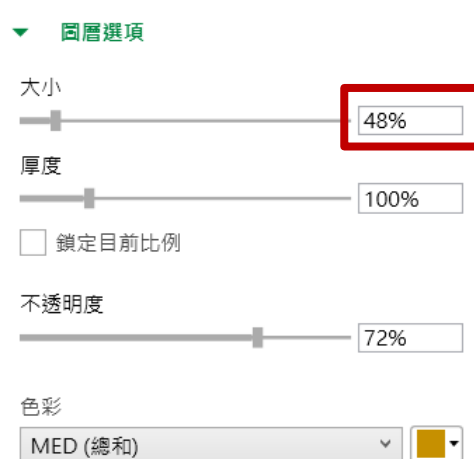 圖層選項
大小
48%
厚度
100%
鎖定目前比例
不透明度
72%
色彩
MED (總和)